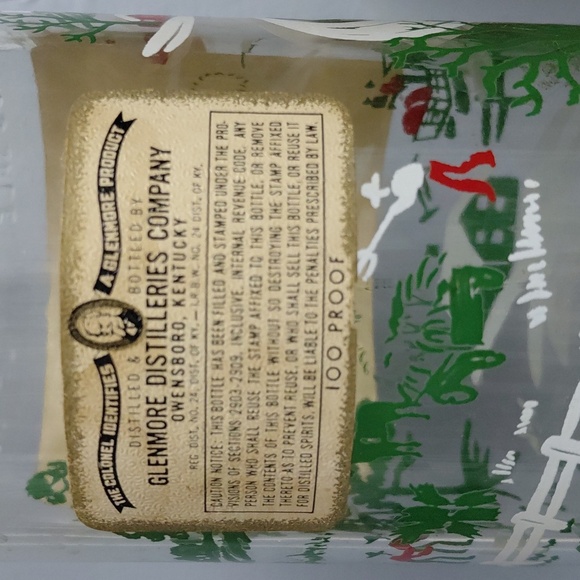 THE COLONEL IDENTIFIES A GLENMORE PRODUCT
DISTILLED & BOTTLED BY
GLENMORE DISTILLERIES COMPANY
OWENSBORO, KENTUCKY
REG. DIST. NO. 24, DIST. OF KY. — I.R.B.W. NO. 24 DIST. OF KY.
"CAUTION NOTICE: THIS BOTTLE HAS BEEN FILLED AND STAMPED UNDER THE PRO-
VISIONS OF SECTIONS 2903-2909, INCLUSIVE, INTERNAL REVENUE CODE. ANY
PERSON WHO SHALL REUSE THE STAMP AFFIXED TO THIS BOTTLE, OR REMOVE
THE CONTENTS OF THIS BOTTLE WITHOUT SO DESTROYING THE STAMP AFFIXED
THERETO AS TO PREVENT REUSE, OR WHO SHALL SELL THIS BOTTLE, OR REUSE IT
FOR DISTILLED SPIRITS, WILL BE LIABLE TO THE PENALTIES PRESCRIBED BY LAW."
100 PROOF